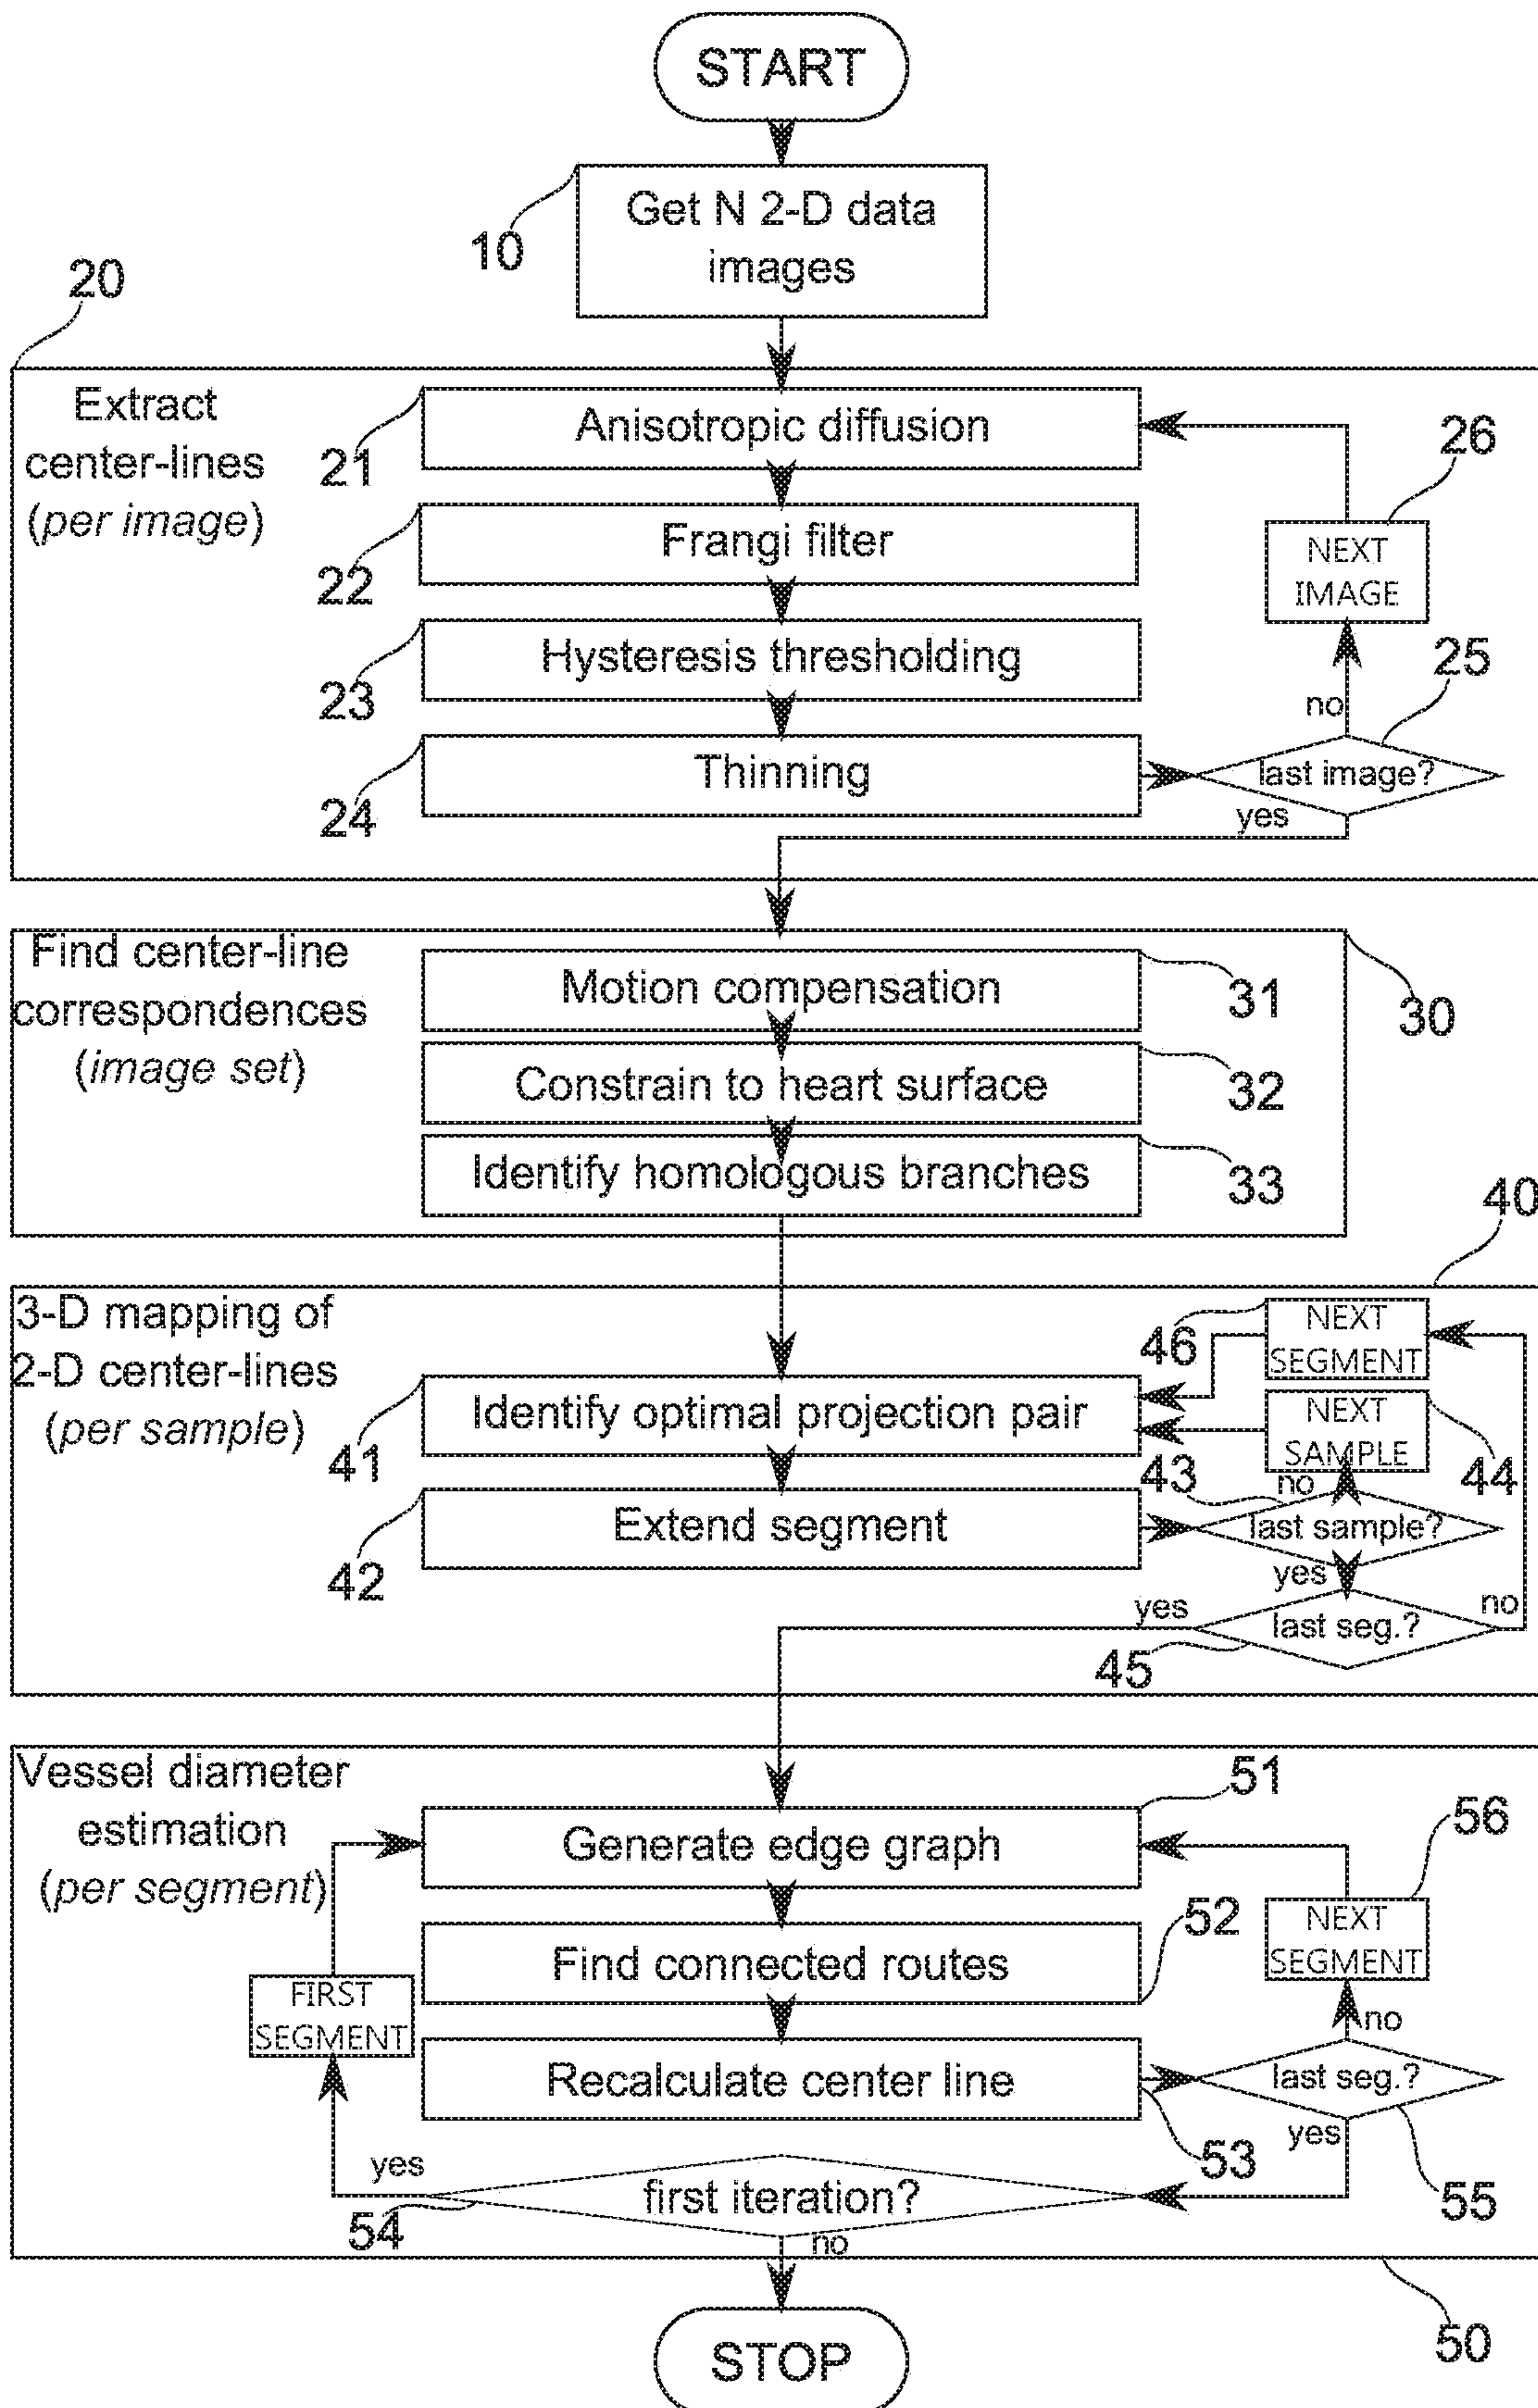 START
10
Get N 2-D data
images
20
Extract
center-lines
(per image)
21
Anisotropic diffusion
22
Frangi filter
23
Hysteresis thresholding
24
Thinning
26
NEXT
IMAGE
25
no
last image?
yes
Find center-line
correspondences
(image set)
Motion compensation
31
30
Constrain to heart surface
32
Identify homologous branches
33
40
3-D mapping of
2-D center-lines
(per sample)
46
NEXT
SEGMENT
41
Identify optimal projection pair
NEXT
SAMPLE
44
43
no
42
Extend segment
last sample?
yes
yes
last seg.?
no
45
Vessel diameter
estimation
(per segment)
51
Generate edge graph
56
52
NEXT
SEGMENT
Find connected routes
FIRST
SEGMENT
no
Recalculate center line
last seg.?
53
yes
55
yes
first iteration?
54
no
50
STOP